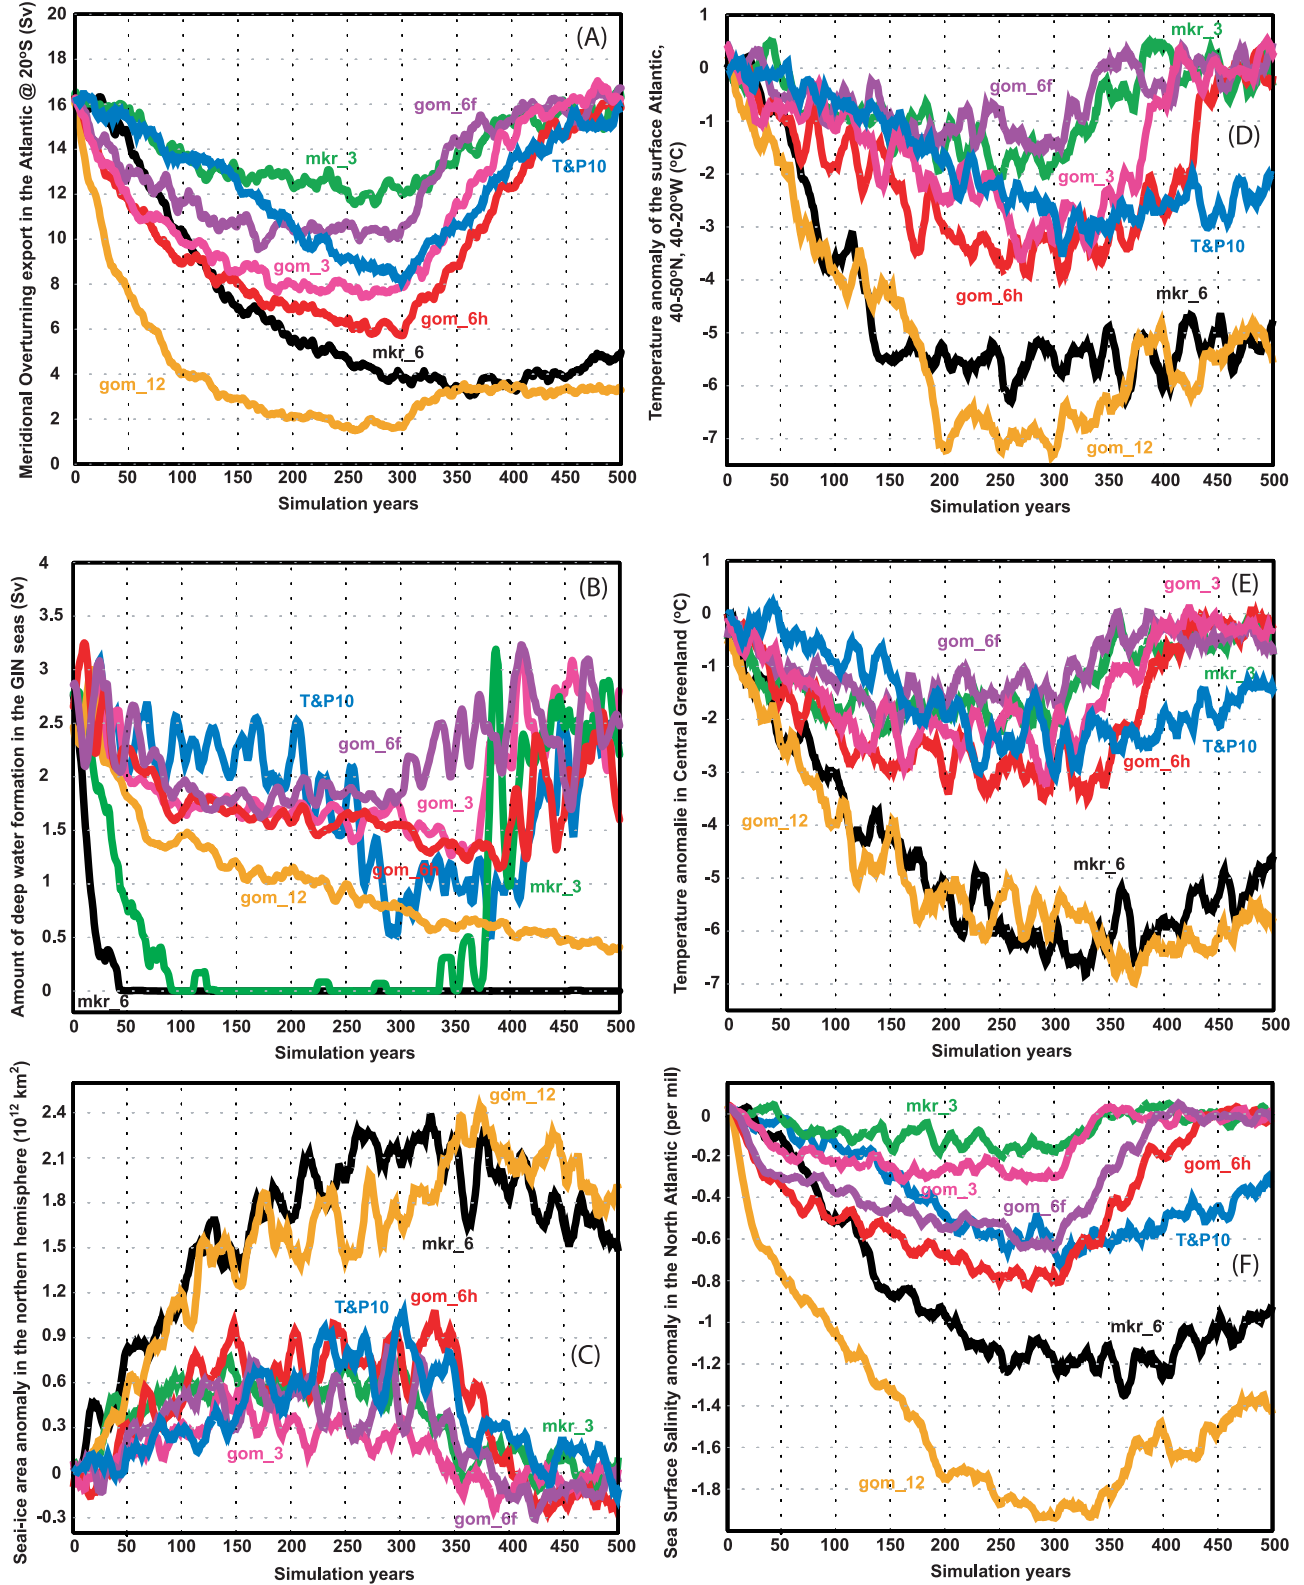 Meridional Overturning export in the Atlantic @ 20ºS (Sv)
20
18
16
14
12
10
8
6
4
2
0
(A)
gom_6f
mkr_3
T&P10
gom_3
gom_6h
mkr_6
gom_12
0 50 100 150 200 250 300 350 400 450 500
Simulation years
Temperature anomaly of the surface Atlantic,
40-50ºN, 40-20ºW (ºC)
1
0
-1
-2
-3
-4
-5
-6
-7
mkr_3
gom_6f
(D)
gom_3
T&P10
gom_6h
mkr_6
gom_12
0 50 100 150 200 250 300 350 400 450 500
Simulation years
Amount of deep water formation in the GIN seas (Sv)
4
3.5
3
2.5
2
1.5
1
0.5
0
(B)
T&P10
gom_6f
gom_3
gom_6h
mkr_3
gom_12
mkr_6
0 50 100 150 200 250 300 350 400 450 500
Simulation years
Temperature anomalie in Central Greenland (ºC)
1
0
-1
-2
-3
-4
-5
-6
-7
gom_3
(E)
gom_6f
mkr_3
T&P10
gom_6h
gom_12
mkr_6
0 50 100 150 200 250 300 350 400 450 500
Simulation years
Seai-ice area anomaly in the northern hemisphere (10¹² km²)
2.4
2.1
1.8
1.5
1.2
0.9
0.6
0.3
0
-0.3
gom_12
mkr_6
T&P10
gom_6h
(C)
mkr_3
gom_3
gom_6f
0 50 100 150 200 250 300 350 400 450 500
Simulation years
Sea Surface Salinity anomaly in the North Atlantic (per mil)
0
-0.2
-0.4
-0.6
-0.8
-1
-1.2
-1.4
-1.6
-1.8
mkr_3
gom_6h
gom_3
gom_6f
T&P10
(F)
mkr_6
gom_12
0 50 100 150 200 250 300 350 400 450 500
Simulation years